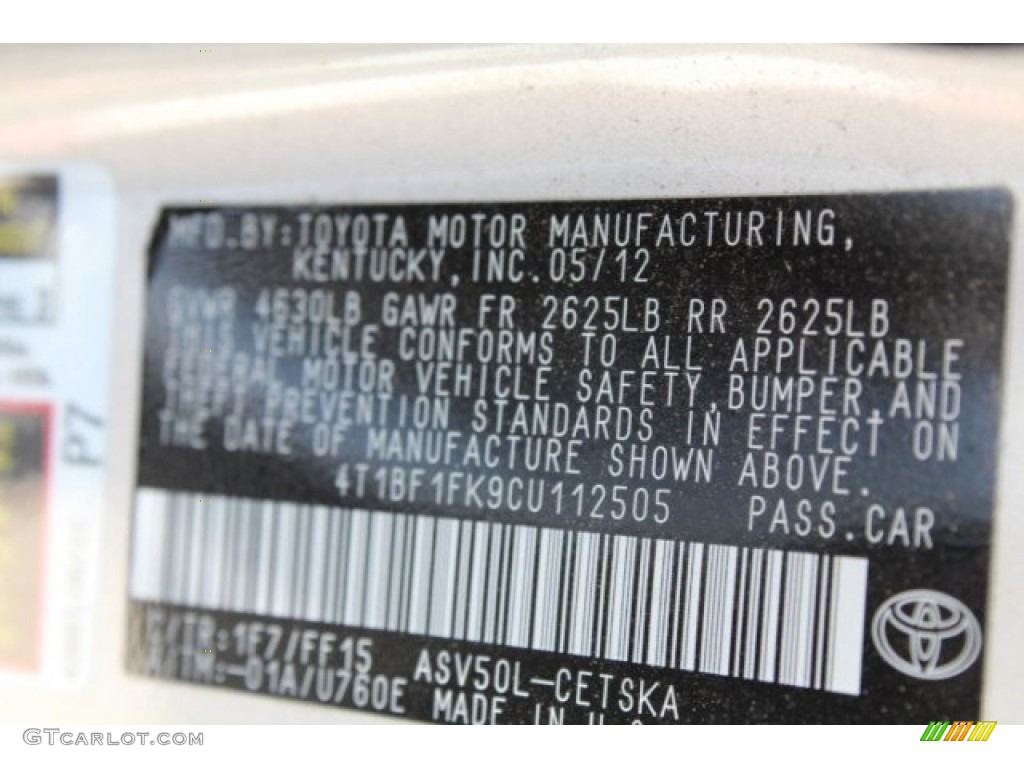 MFD.BY:TOYOTA MOTOR MANUFACTURING,
KENTUCKY,INC.05/12
GVWR 4630LB GAWR FR 2625LB RR 2625LB
THIS VEHICLE CONFORMS TO ALL APPLICABLE
FEDERAL MOTOR VEHICLE SAFETY,BUMPER,AND
THEFT PREVENTION STANDARDS IN EFFECT ON
THE DATE OF MANUFACTURE SHOWN ABOVE.
4T1BF1FK9CU112505 PASS.CAR
P7
C/TR:1F7/FF15 ASV50L-CETSKA
A/TM:-01A/U760E MADE IN U.S
GTCARLOT.COM